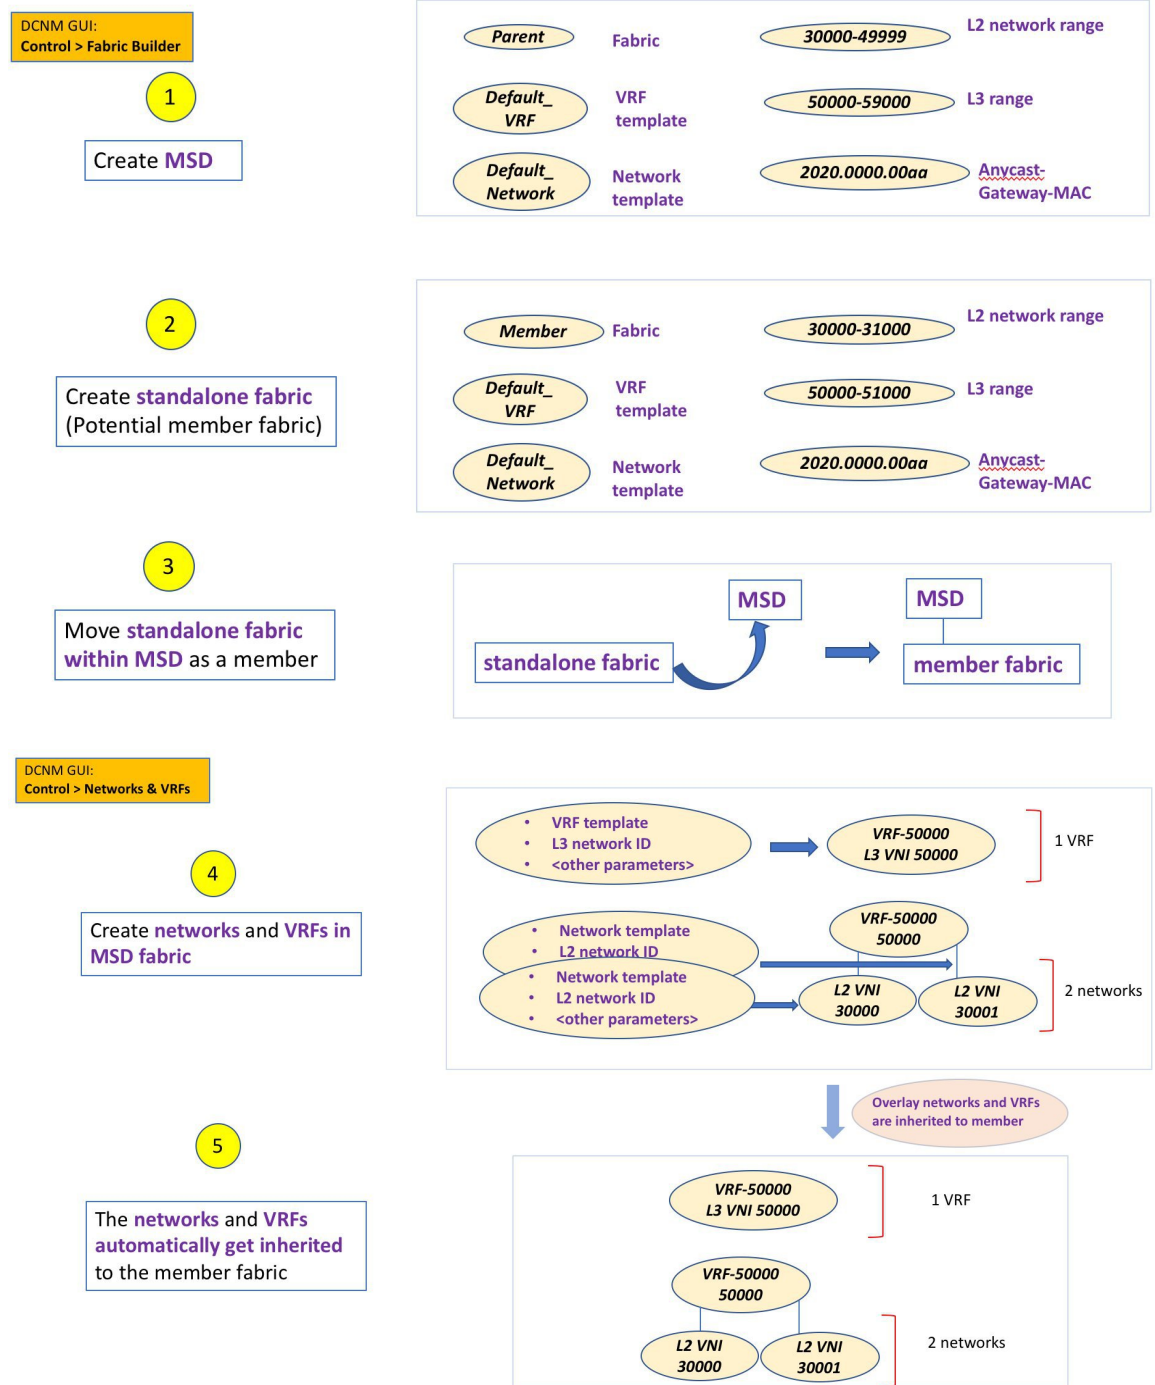 DCNM GUI:
Control > Fabric Builder
1
Create MSD
Parent
Fabric
30000-49999
L2 network range
Default_
VRF
VRF
template
50000-59000
L3 range
Default_
Network
Network
template
2020.0000.00aa
Anycast-
Gateway-MAC
2
Create standalone fabric
(Potential member fabric)
Member
Fabric
30000-31000
L2 network range
Default_
VRF
VRF
template
50000-51000
L3 range
Default_
Network
Network
template
2020.0000.00aa
Anycast-
Gateway-MAC
3
Move standalone fabric
within MSD as a member
standalone fabric
MSD
MSD
member fabric
DCNM GUI:
Control > Networks & VRFs
4
Create networks and VRFs in
MSD fabric
• VRF template
• L3 network ID
• <other parameters>
VRF-50000
L3 VNI 50000
1 VRF
• Network template
• L2 network ID
• Network template
• L2 network ID
• <other parameters>
VRF-50000
50000
L2 VNI
30000
L2 VNI
30001
2 networks
Overlay networks and VRFs
are inherited to member
5
The networks and VRFs
automatically get inherited
to the member fabric
VRF-50000
L3 VNI 50000
1 VRF
VRF-50000
50000
L2 VNI
30000
L2 VNI
30001
2 networks